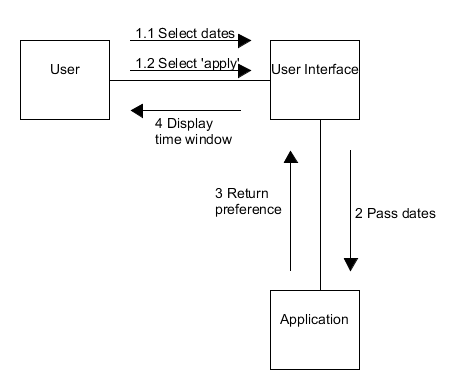 1.1 Select dates
User
1.2 Select 'apply'
User Interface
4 Display
time window
3 Return
preference
2 Pass dates
Application